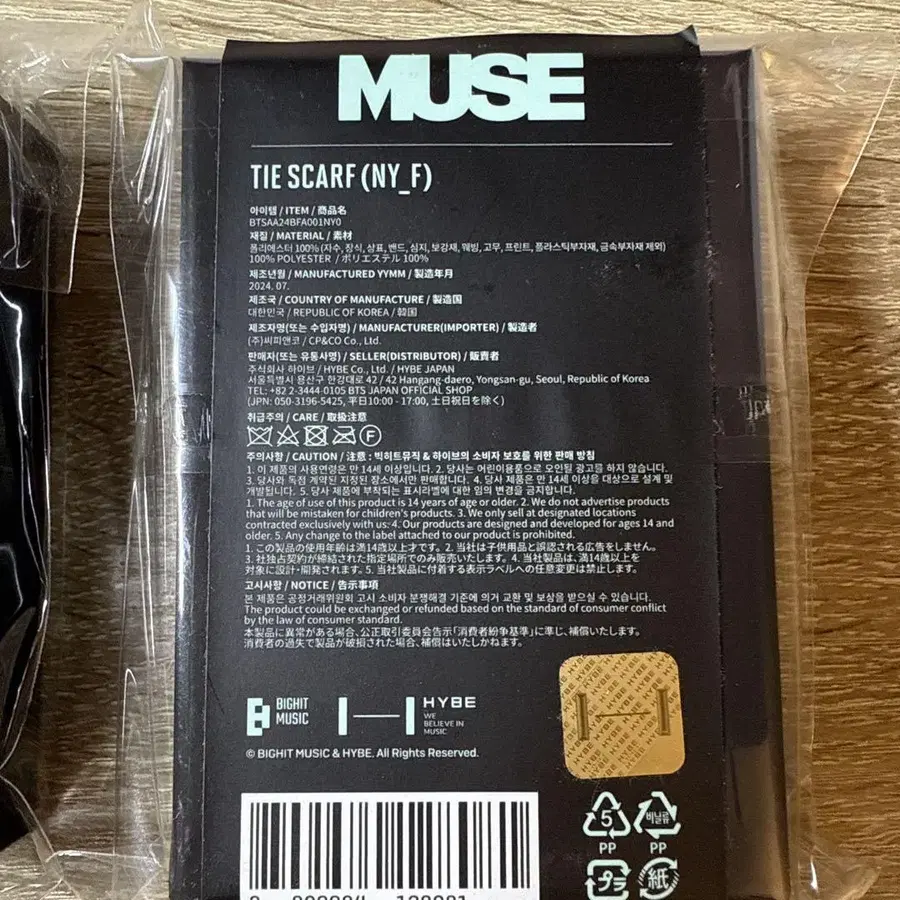 MUSE
TIE SCARF (NY_F)
아이템 / ITEM / 商品名
BTSAA24BFA001NY0
재질 / MATERIAL / 素材
폴리에스터 100% (자수, 장식, 상표, 밴드, 심지, 보강재, 웨빙, 고무, 프린트, 플라스틱부자재, 금속부자재 제외)
100% POLYESTER / ポリエステル 100%
제조년월 / MANUFACTURED YYMM / 製造年月
2024. 07.
제조국 / COUNTRY OF MANUFACTURE / 製造国
대한민국 / REPUBLIC OF KOREA / 韓国
제조자명(또는 수입자명) / MANUFACTURER(IMPORTER) / 製造者
(주)씨피앤코 / CP&CO Co., Ltd.
판매자(또는 유통사명) / SELLER(DISTRIBUTOR) / 販売者
주식회사 하이브 / HYBE Co., Ltd. / HYBE JAPAN
서울특별시 용산구 한강대로 42 / 42 Hangang-daero, Yongsan-gu, Seoul, Republic of Korea
TEL: +82 2-3444-0105 BTS JAPAN OFFICIAL SHOP
(JPN: 050-3196-5425, 平日10:00 - 17:00, 土日祝日を除く)
취급주의 / CARE / 取扱注意
F
주의사항 / CAUTION / 注意 : 빅히트뮤직 & 하이브의 소비자 보호를 위한 판매 방침
1. 이 제품의 사용연령은 만 14세 이상입니다. 2. 당사는 어린이용품으로 오인될 광고를 하지 않습니다.
3. 당사와 독점 계약된 지정된 장소에서만 판매합니다. 4. 당사 제품은 만 14세 이상을 대상으로 설계 및
개발됩니다. 5. 당사 제품에 부착되는 표시라벨에 대한 임의 변경을 금지합니다.
1. The age of use of this product is 14 years of age or older. 2. We do not advertise products
that will be mistaken for children's products. 3. We only sell at designated locations
contracted exclusively with us. 4. Our products are designed and developed for ages 14 and
older. 5. Any change to the label attached to our product is prohibited.
1. この製品の使用年齢は満14歳以上才です。 2. 当社は子供用品と誤認される広告をしません。
3. 社独占契約が締結された指定場所でのみ販売いたします。 4. 当社製品は、満14歳以上を
対象に設計・開発されます。 5. 当社製品に付着する表示ラベルへの任意変更は禁止します。
고시사항 / NOTICE / 告示事項
본 제품은 공정거래위원회 고시 소비자 분쟁해결 기준에 의거 교환 및 보상을 받으실 수 있습니다.
The product could be exchanged or refunded based on the standard of consumer conflict
by the law of consumer standard.
本製品に異常がある場合、公正取引委員会告示「消費者紛争基準」に準じ、補償いたします。
消費者の過失で製品が破損された場合、補償はいたしかねます。
BIGHIT
MUSIC
HYBE
WE
BELIEVE IN
MUSIC
© BIGHIT MUSIC & HYBE. All Rights Reserved.
HYBE HYBE HYBE
5
PP
비닐류
PP
プラ
紙